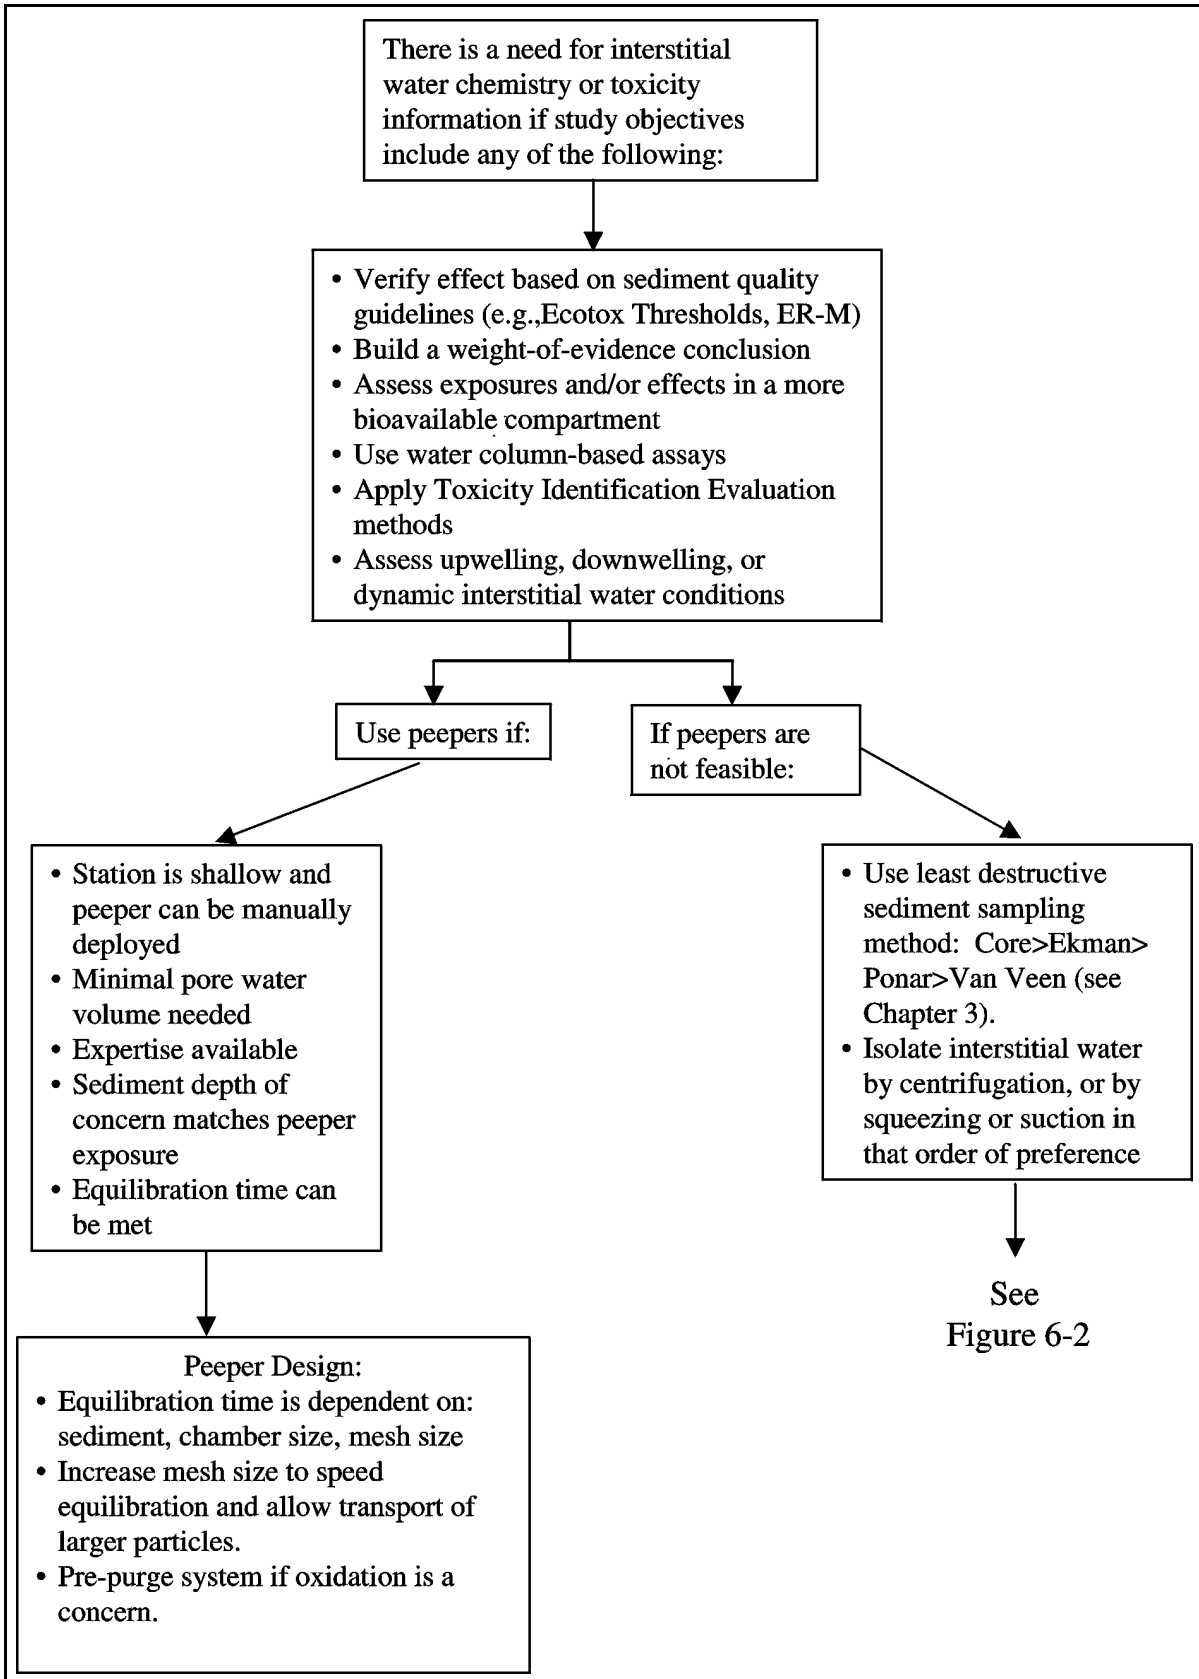 There is a need for interstitial
water chemistry or toxicity
information if study objectives
include any of the following:
• Verify effect based on sediment quality
guidelines (e.g.,Ecotox Thresholds, ER-M)
• Build a weight-of-evidence conclusion
• Assess exposures and/or effects in a more
bioavailable compartment
• Use water column-based assays
• Apply Toxicity Identification Evaluation
methods
• Assess upwelling, downwelling, or
dynamic interstitial water conditions
Use peepers if:
If peepers are
not feasible:
• Station is shallow and
peeper can be manually
deployed
• Minimal pore water
volume needed
• Expertise available
• Sediment depth of
concern matches peeper
exposure
• Equilibration time can
be met
• Use least destructive
sediment sampling
method: Core>Ekman>
Ponar>Van Veen (see
Chapter 3).
• Isolate interstitial water
by centrifugation, or by
squeezing or suction in
that order of preference
See
Figure 6-2
Peeper Design:
• Equilibration time is dependent on:
sediment, chamber size, mesh size
• Increase mesh size to speed
equilibration and allow transport of
larger particles.
• Pre-purge system if oxidation is a
concern.